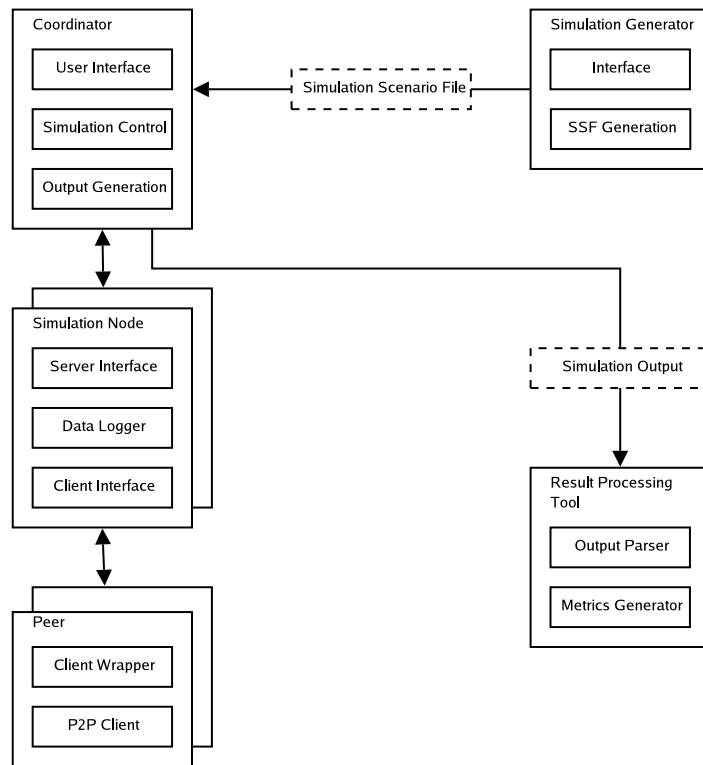 Coordinator
User Interface
Simulation Control
Output Generation
Simulation Scenario File
Simulation Generator
Interface
SSF Generation
Simulation Node
Server Interface
Data Logger
Client Interface
Simulation Output
Result Processing
Tool
Output Parser
Metrics Generator
Peer
Client Wrapper
P2P Client